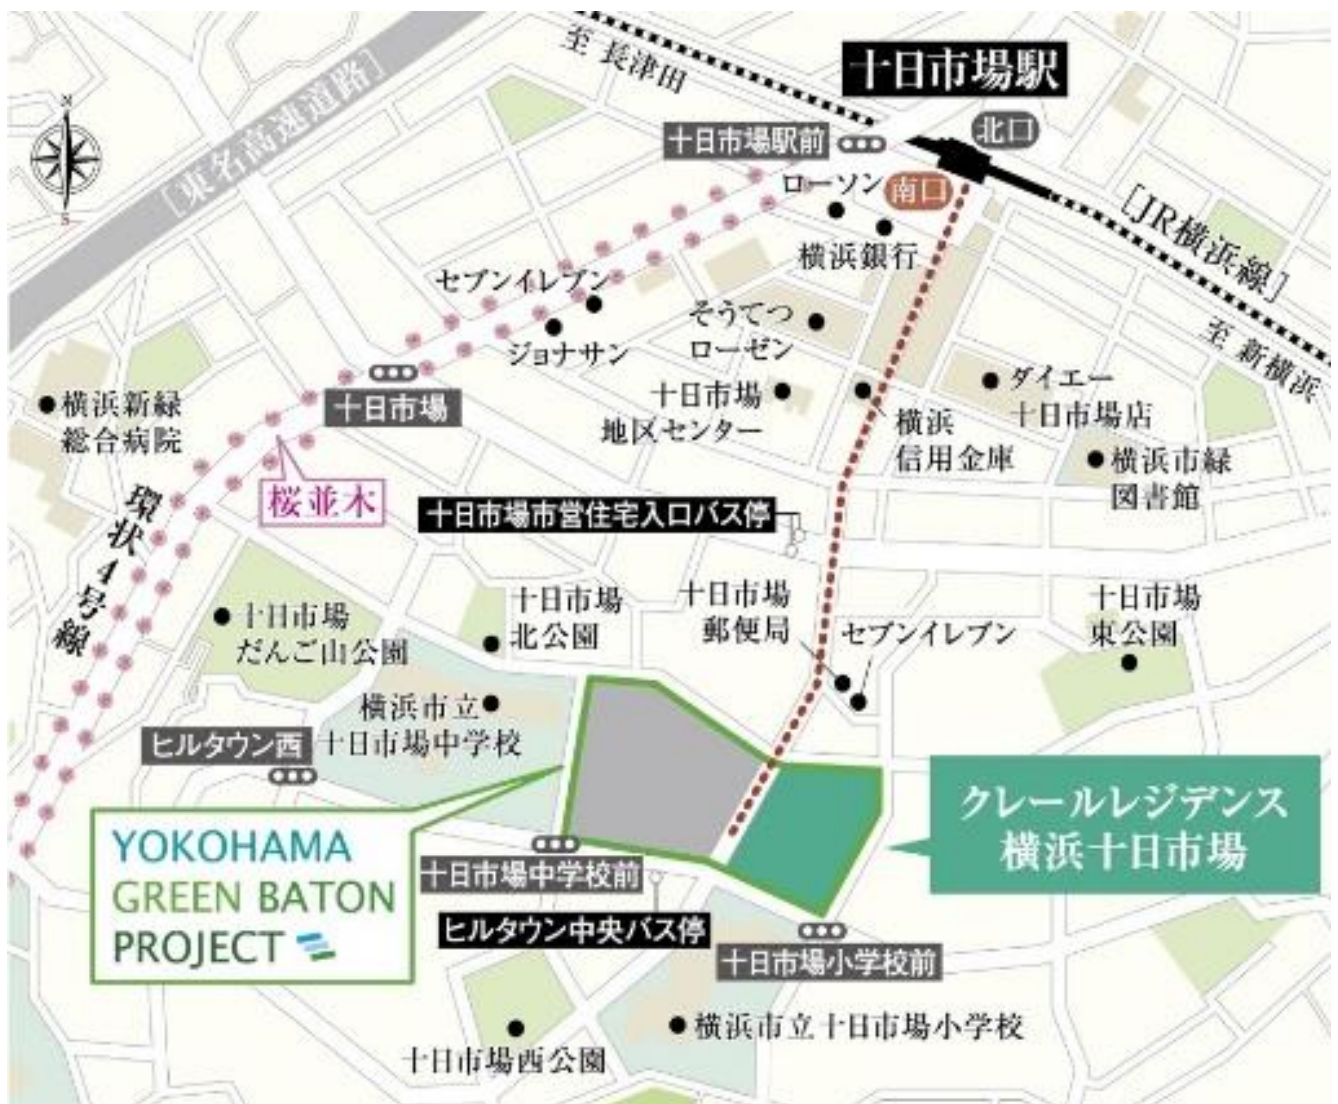 至 長津田
十日市場駅
北口
[東名高速道路]
十日市場駅前
N
S
ローソン
南口
横浜銀行
[JR横浜線]
至 新横浜
セブンイレブン
ジョナサン
そうてつ
ローゼン
横浜新緑
総合病院
十日市場
十日市場
地区センター
横浜
信用金庫
ダイエー
十日市場店
横浜市緑
図書館
桜並木
十日市場市営住宅入口バス停
環状4号線
十日市場
だんご山公園
十日市場
北公園
十日市場
郵便局
セブンイレブン
十日市場
東公園
横浜市立
十日市場中学校
ヒルタウン西
YOKOHAMA
GREEN BATON
PROJECT
クレールレジデンス
横浜十日市場
十日市場中学校前
ヒルタウン中央バス停
十日市場小学校前
横浜市立十日市場小学校
十日市場西公園